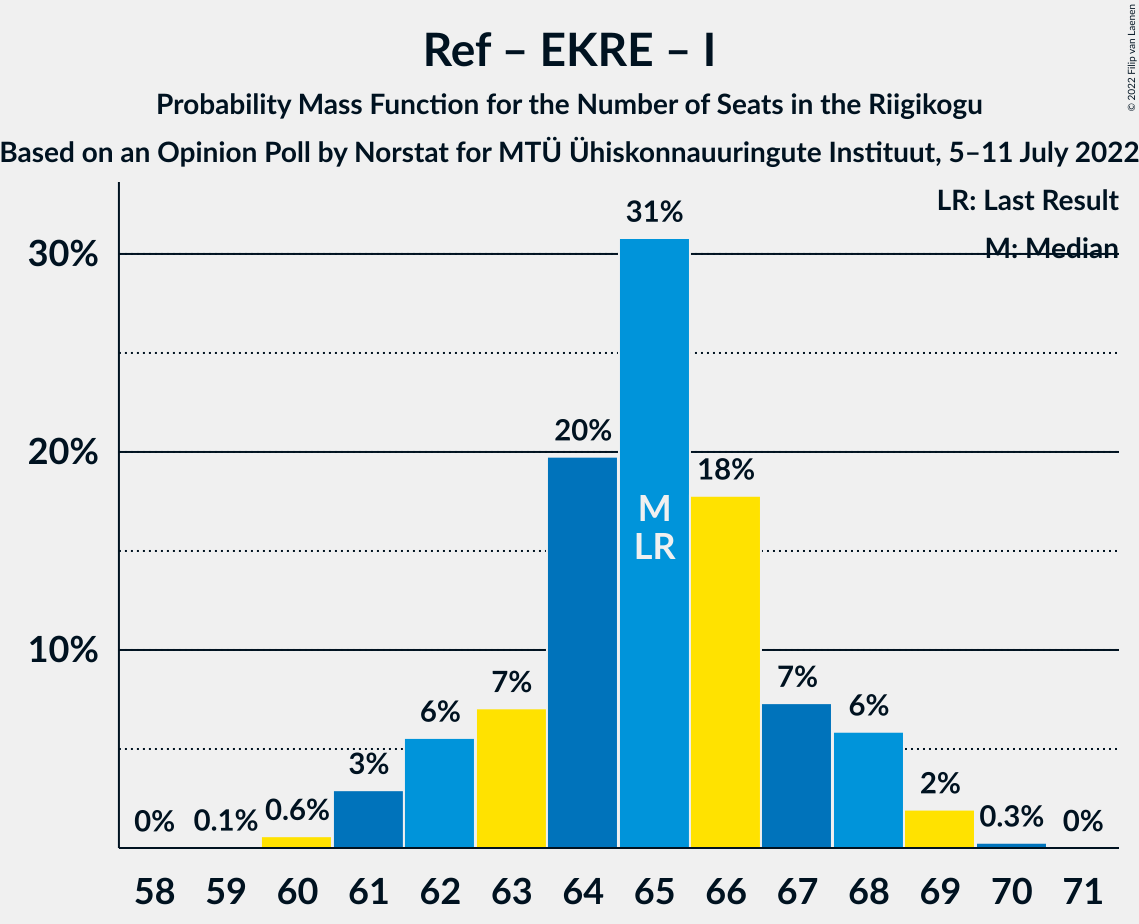 Ref – EKRE – I
Probability Mass Function for the Number of Seats in the Riigikogu
Based on an Opinion Poll by Norstat for MTÜ Ühiskonnauuringute Instituut, 5–11 July 2022
© 2022 Filip van Laenen
LR: Last Result
M: Median
30%
20%
10%
0%
0.1%
0.6%
3%
6%
7%
20%
31%
18%
7%
6%
2%
0.3%
0%
M
LR
58 59 60 61 62 63 64 65 66 67 68 69 70 71